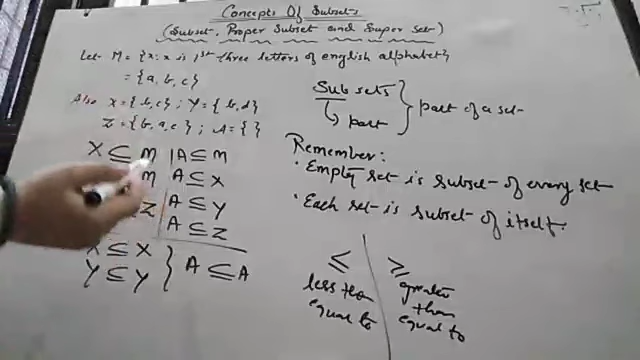 Concepts Of Subsets
(Subset, Proper Subset and Super set)
Let M = {x: x is 1st three letters of english alphabet}
= {a, b, c}
Also X = {b, c} ; Y = {b, d}
Z = {b, a, c} ; A = { }
X ⊆ M | A ⊆ M
M | A ⊆ X
Z | A ⊆ Y
A ⊆ Z
X ⊆ X
Y ⊆ Y } A ⊆ A
Subsets } part of a set
part
Remember:
• Empty set is subset of every set
• Each set is subset of itself.
≤ ≥
less than equal to
greater than equal to